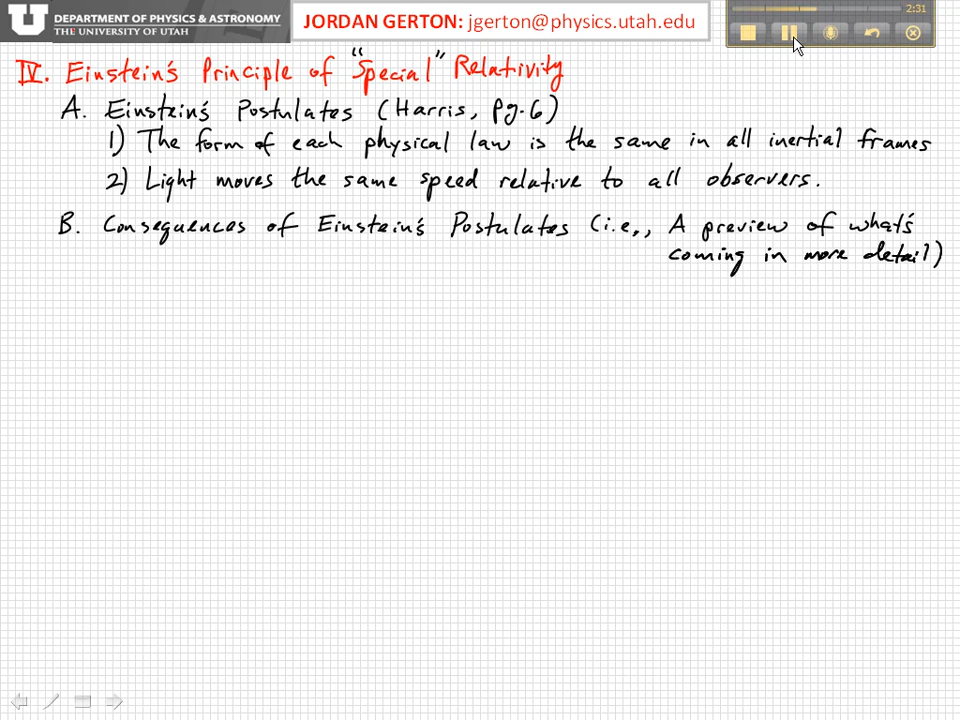 DEPARTMENT OF PHYSICS & ASTRONOMY
THE UNIVERSITY OF UTAH
JORDAN GERTON: jgerton@physics.utah.edu
2:31
IV. Einstein's Principle of "Special" Relativity
A. Einstein's Postulates (Harris, pg. 6)
1) The form of each physical law is the same in all inertial frames
2) Light moves the same speed relative to all observers.
B. Consequences of Einstein's Postulates (i.e., A preview of what's
coming in more detail)